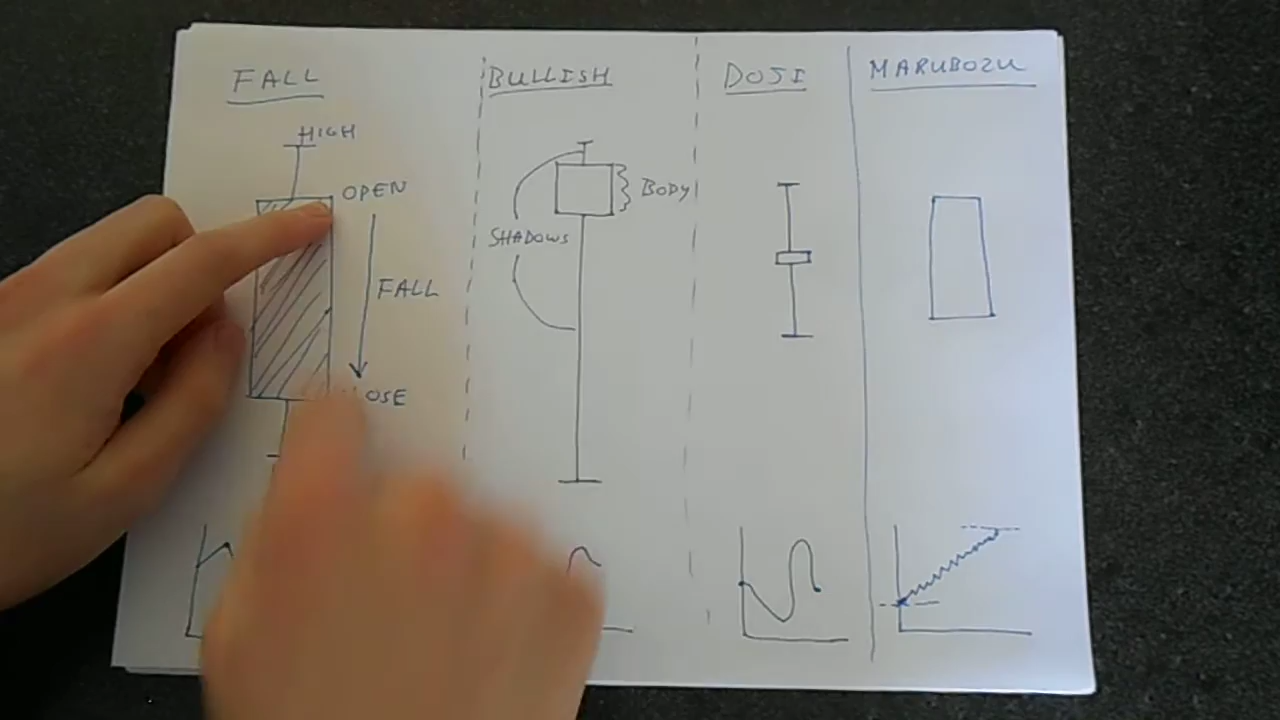 FALL
HIGH
OPEN
FALL
BULLISH
BODY
SHADOWS
DOJI
MARUBOZU